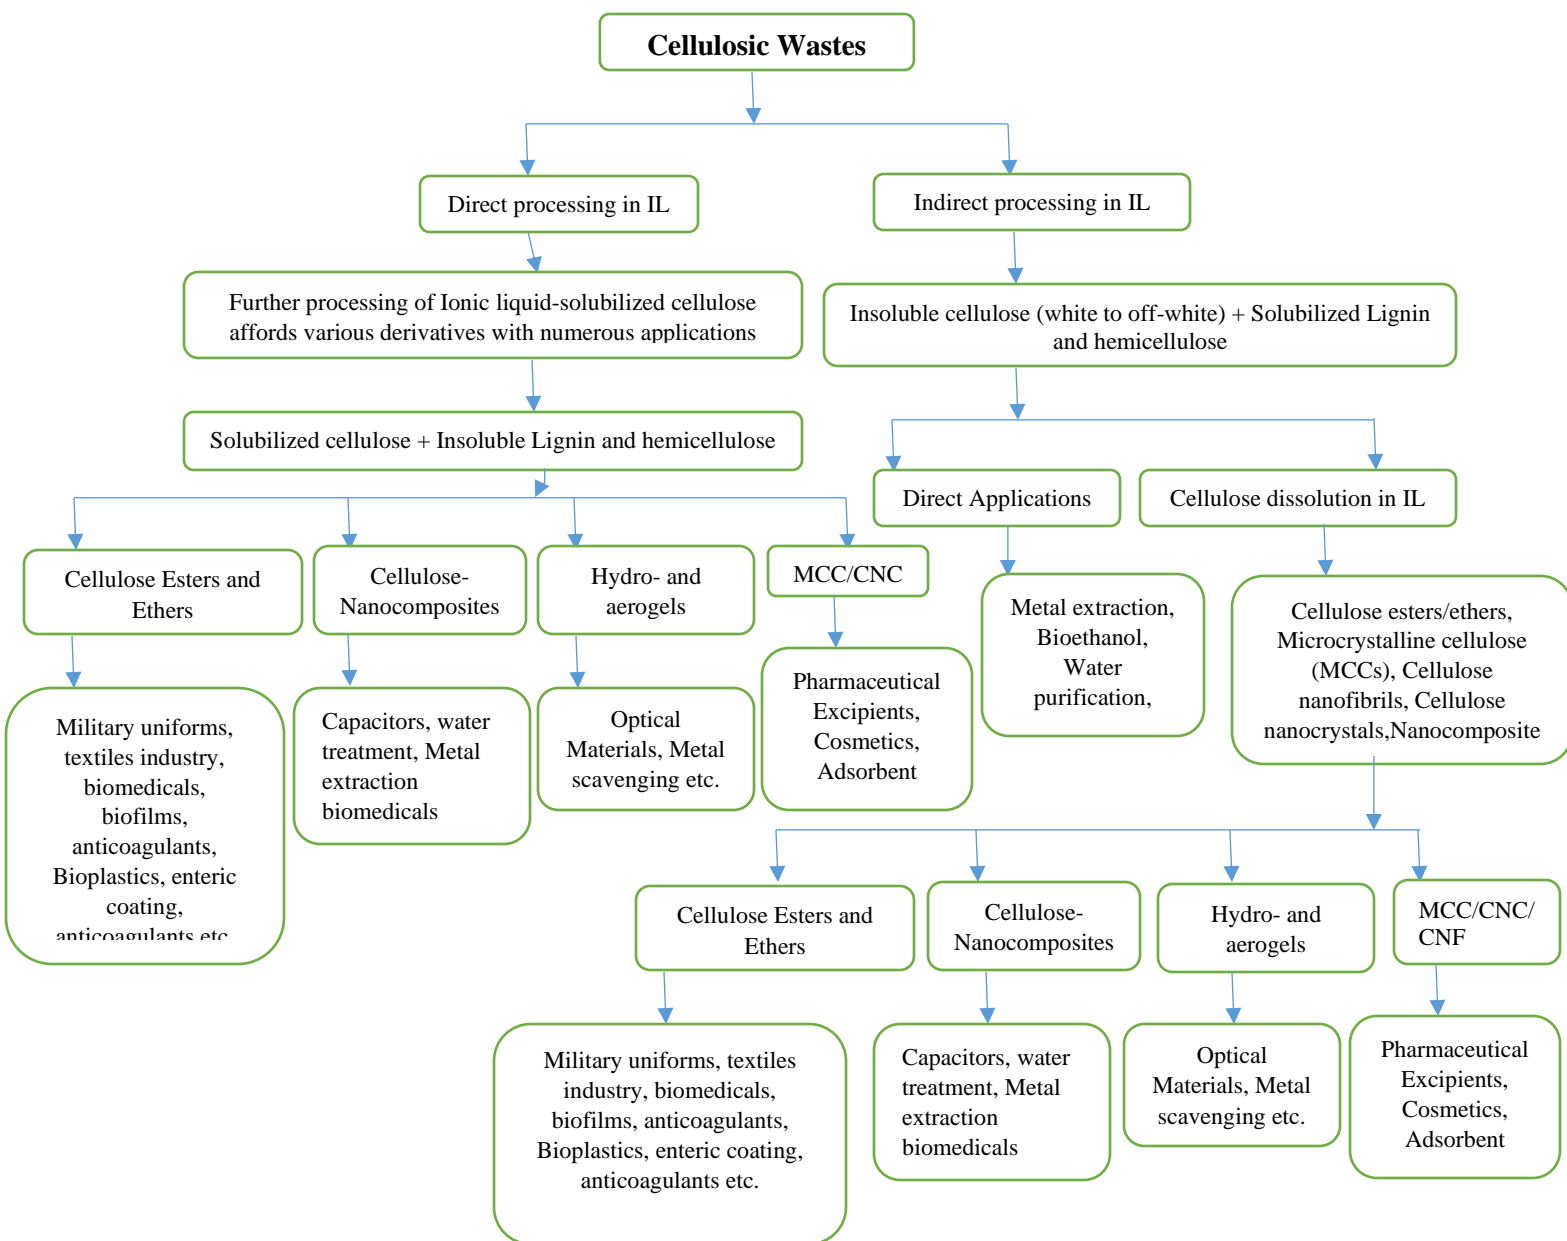 Cellulosic Wastes
Direct processing in IL
Indirect processing in IL
Further processing of Ionic liquid-solubilized cellulose
affords various derivatives with numerous applications
Insoluble cellulose (white to off-white) + Solubilized Lignin
and hemicellulose
Solubilized cellulose + Insoluble Lignin and hemicellulose
Direct Applications
Cellulose dissolution in IL
Cellulose Esters and
Ethers
Cellulose-
Nanocomposites
Hydro- and
aerogels
MCC/CNC
Metal extraction,
Bioethanol,
Water
purification,
Cellulose esters/ethers,
Microcrystalline cellulose
(MCCs), Cellulose
nanofibrils, Cellulose
nanocrystals,Nanocomposite
Military uniforms,
textiles industry,
biomedicals,
biofilms,
anticoagulants,
Bioplastics, enteric
coating,
anticoagulants etc
Capacitors, water
treatment, Metal
extraction
biomedicals
Optical
Materials, Metal
scavenging etc.
Pharmaceutical
Excipients,
Cosmetics,
Adsorbent
Cellulose Esters and
Ethers
Cellulose-
Nanocomposites
Hydro- and
aerogels
MCC/CNC/
CNF
Military uniforms, textiles
industry, biomedicals,
biofilms, anticoagulants,
Bioplastics, enteric coating,
anticoagulants etc.
Capacitors, water
treatment, Metal
extraction
biomedicals
Optical
Materials, Metal
scavenging etc.
Pharmaceutical
Excipients,
Cosmetics,
Adsorbent